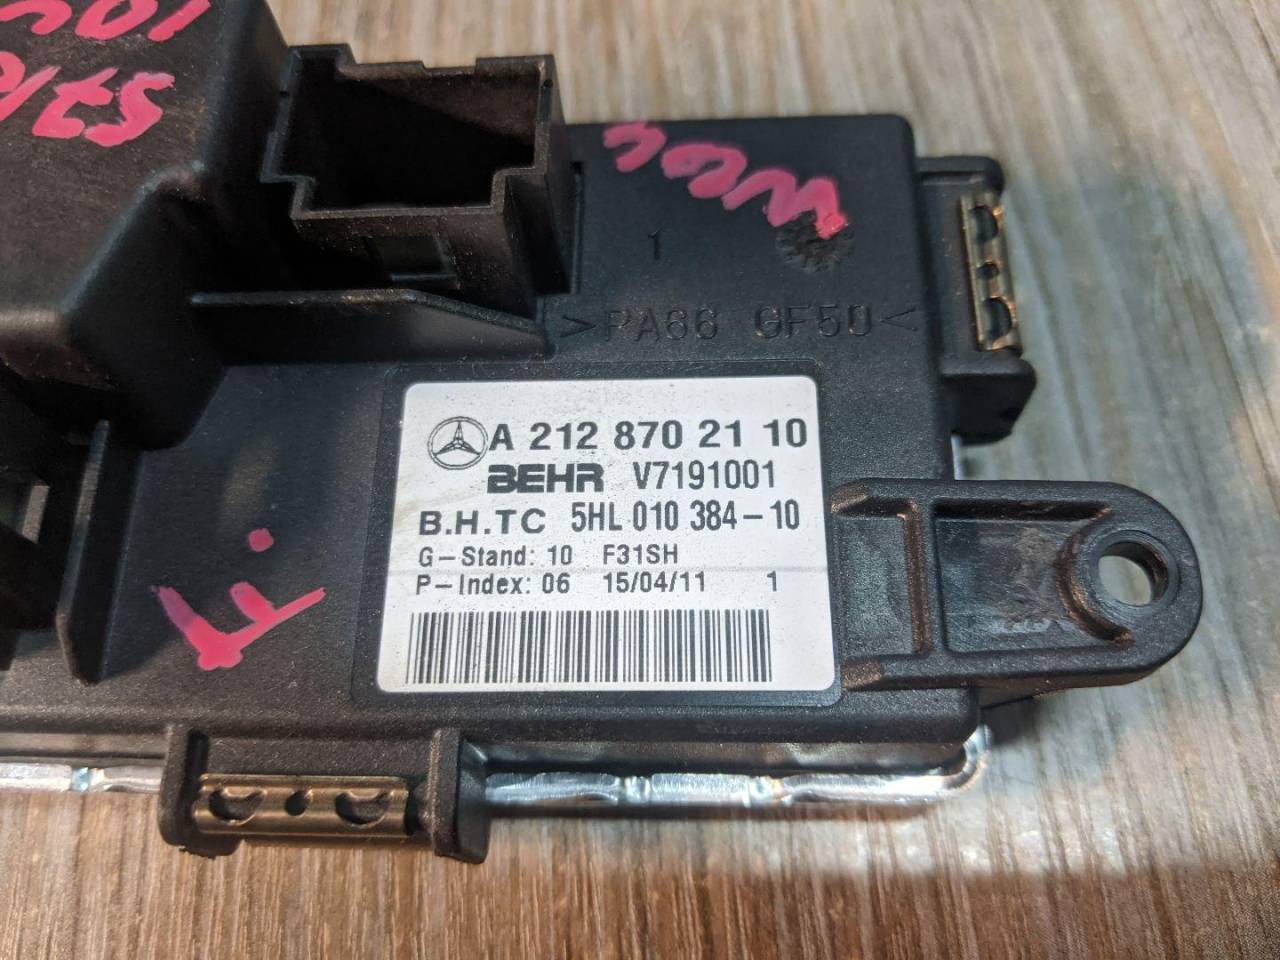 1
>PA66 GF50<
A 212 870 21 10
BEHR V7191001
B.H.TC 5HL 010 384-10
G-Stand: 10 F31SH
P-Index: 06 15/04/11 1
F.